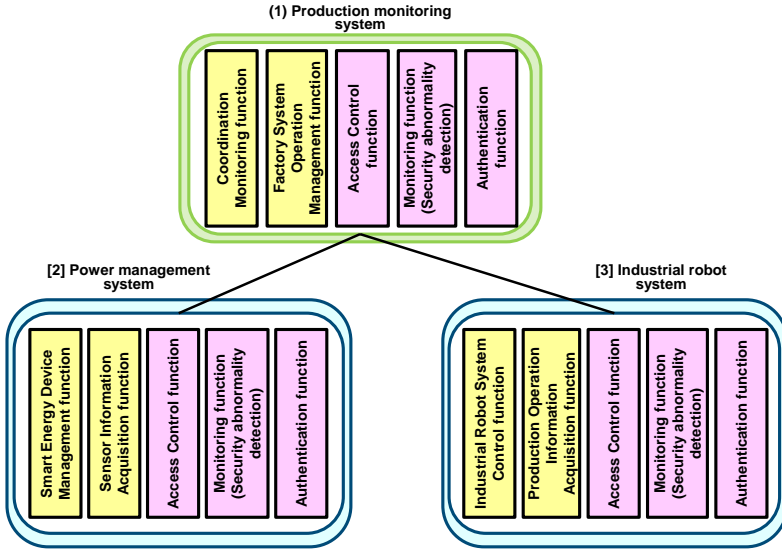 (1) Production monitoring
system
Coordination
Monitoring function
Factory System
Operation
Management function
Access Control
function
Monitoring function
(Security abnormality
detection)
Authentication
function
[2] Power management
system
Smart Energy Device
Management function
Sensor Information
Acquisition function
Access Control function
Monitoring function
(Security abnormality
detection)
Authentication function
[3] Industrial robot
system
Industrial Robot System
Control function
Production Operation
Information
Acquisition function
Access Control function
Monitoring function
(Security abnormality
detection)
Authentication function